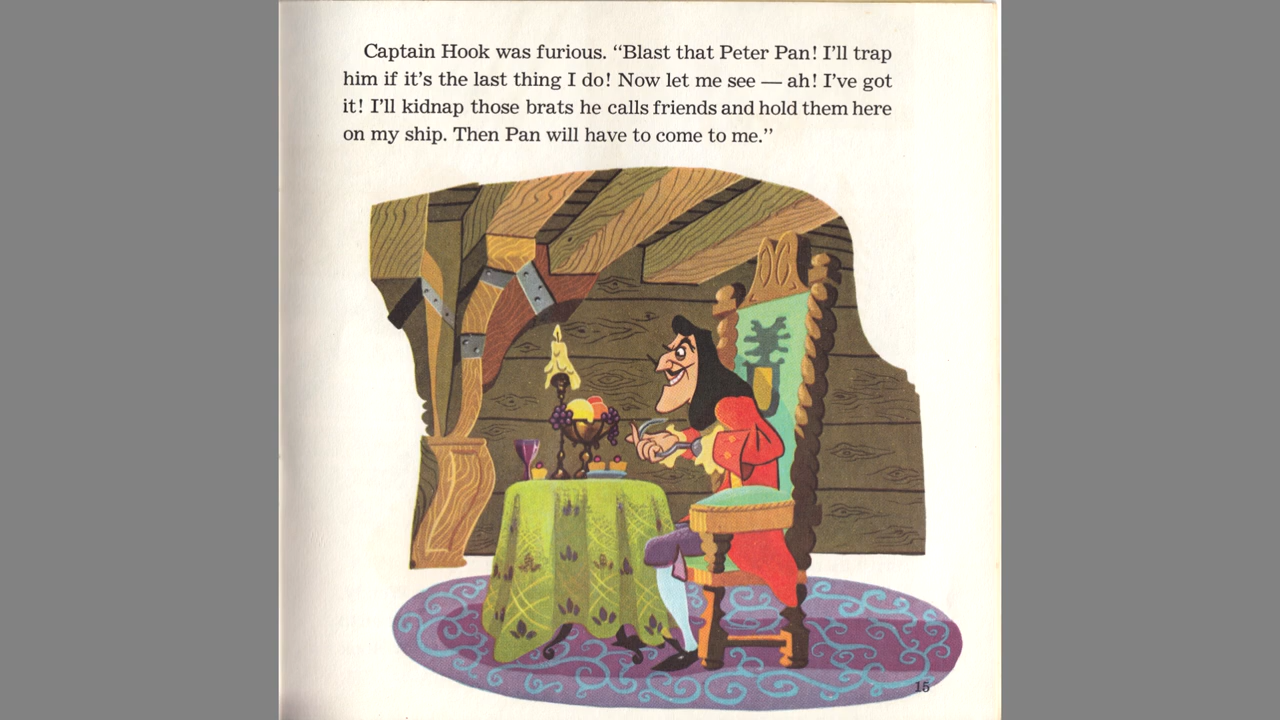 Captain Hook was furious. “Blast that Peter Pan! I’ll trap
him if it’s the last thing I do! Now let me see — ah! I’ve got
it! I’ll kidnap those brats he calls friends and hold them here
on my ship. Then Pan will have to come to me.”
15